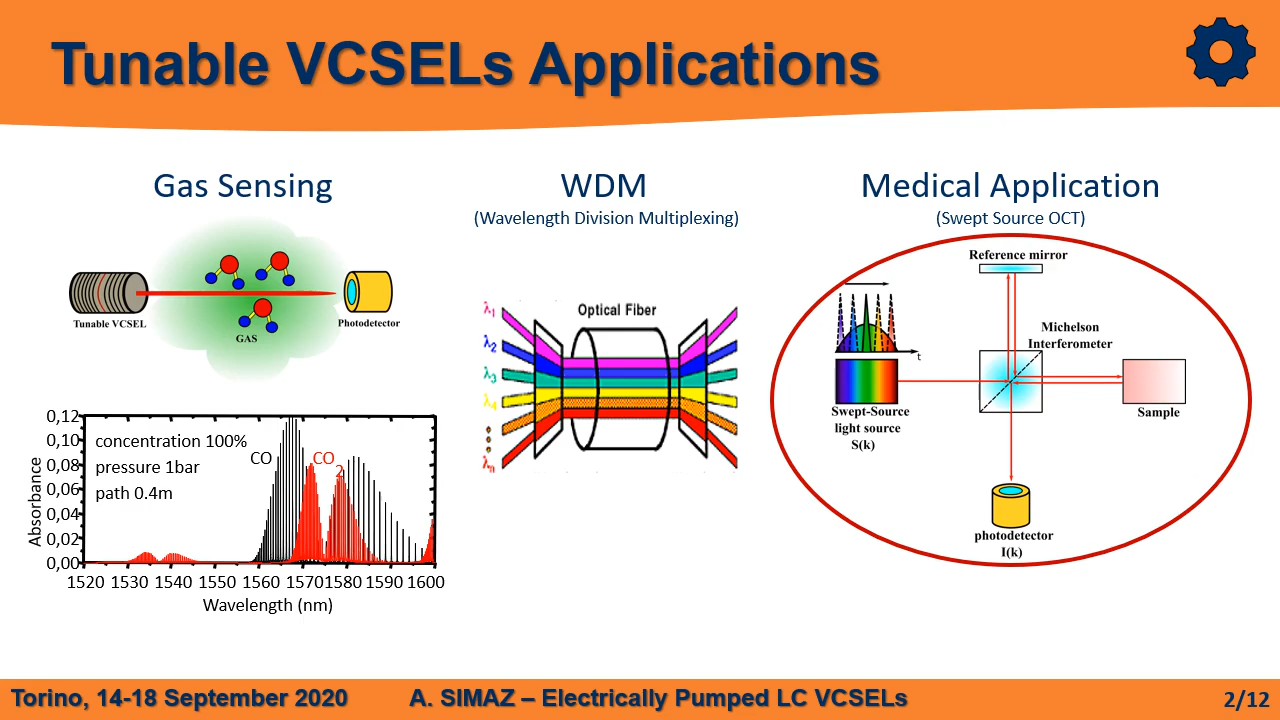 Tunable VCSELs Applications
Gas Sensing
Tunable VCSEL
GAS
Photodetector
0,12
0,10
0,08
0,06
0,04
0,02
0,00
Absorbance
concentration 100%
pressure 1bar
path 0.4m
CO
CO2
1520 1530 1540 1550 1560 1570 1580 1590 1600
Wavelength (nm)
WDM
(Wavelength Division Multiplexing)
Optical Fiber
λ1
λ2
λ3
λ4
λn
Medical Application
(Swept Source OCT)
Reference mirror
Michelson
Interferometer
t
Swept-Source
light source
S(k)
Sample
photodetector
I(k)
Torino, 14-18 September 2020
A. SIMAZ – Electrically Pumped LC VCSELs
2/12